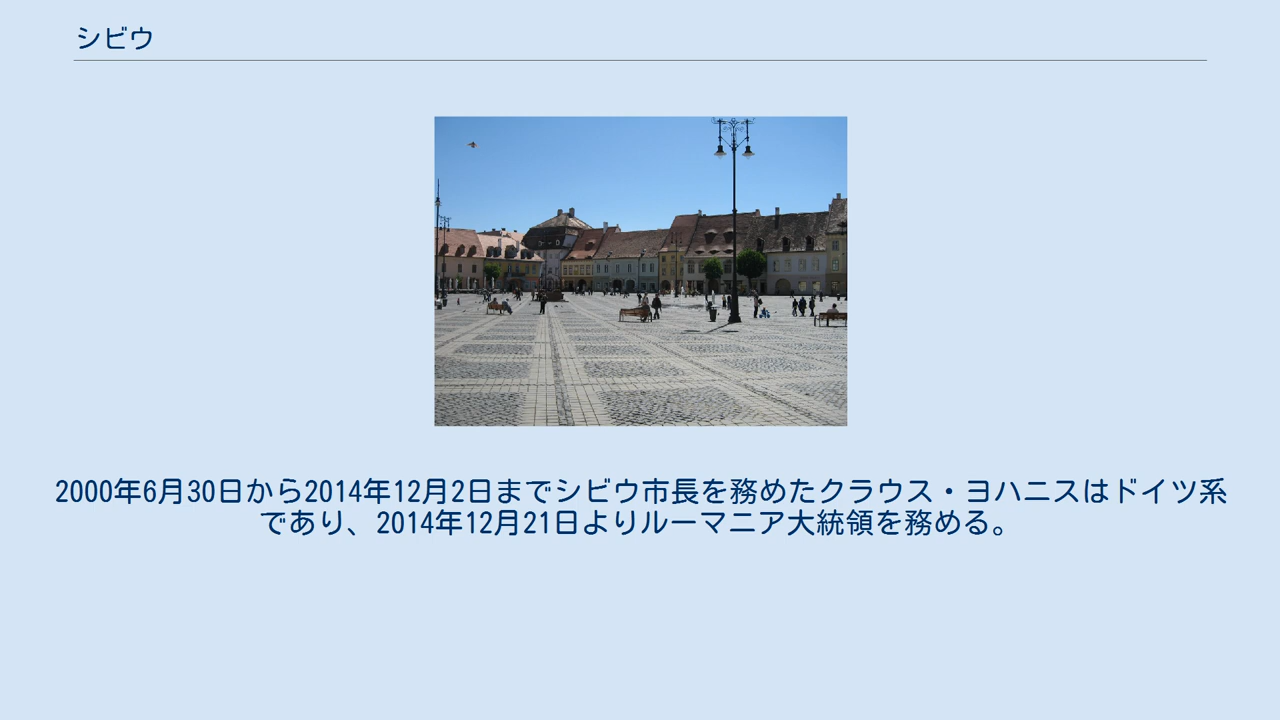 シビウ
2000年6月30日から2014年12月2日までシビウ市長を務めたクラウス・ヨハニスはドイツ系
であり、2014年12月21日よりルーマニア大統領を務める。